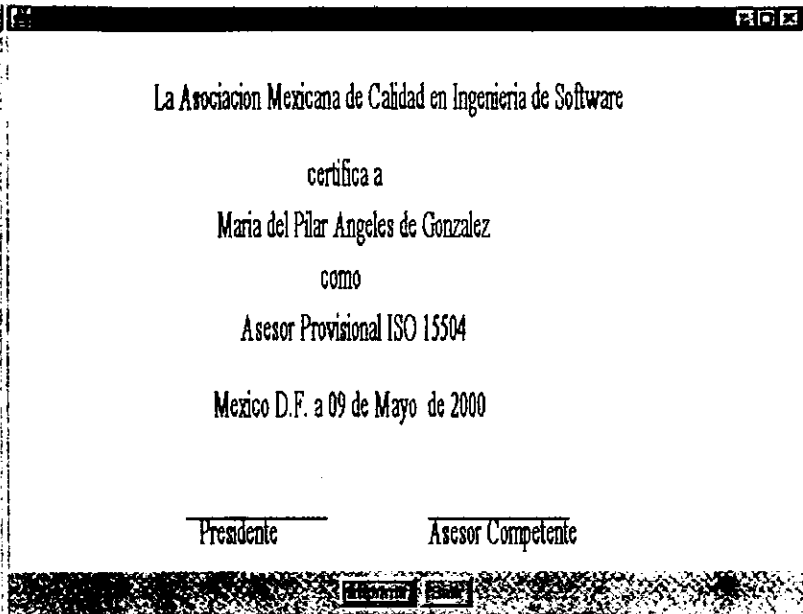 La Asociacion Mexicana de Calidad en Ingenieria de Software
certifica a
Maria del Pilar Angeles de Gonzalez
como
Asesor Provisional ISO 15504
Mexico D.F. a 09 de Mayo de 2000
Presidente Asesor Competente